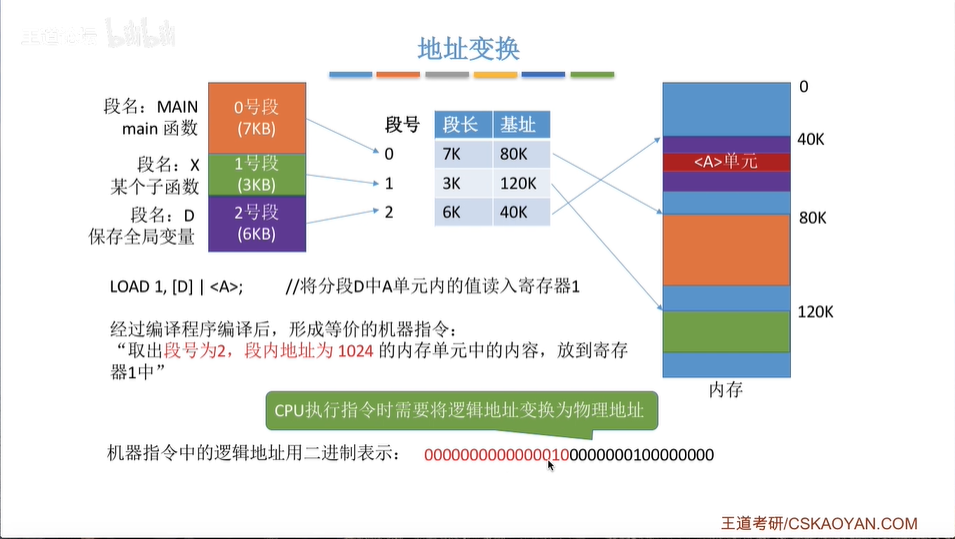 王道考研 bilibili
地址变换
段名：MAIN
main 函数
0号段
(7KB)
段名：X
某个子函数
1号段
(3KB)
段名：D
保存全局变量
2号段
(6KB)
段号 段长 基址
0 7K 80K
1 3K 120K
2 6K 40K
0
40K
<A>单元
80K
120K
内存
LOAD 1, [D] | <A>; //将分段D中A单元内的值读入寄存器1
经过编译程序编译后，形成等价的机器指令：
“取出段号为2，段内地址为 1024 的内存单元中的内容，放到寄存
器1中”
CPU执行指令时需要将逻辑地址变换为物理地址
机器指令中的逻辑地址用二进制表示： 00000000000000100000000100000000
王道考研/CSKAOYAN.COM